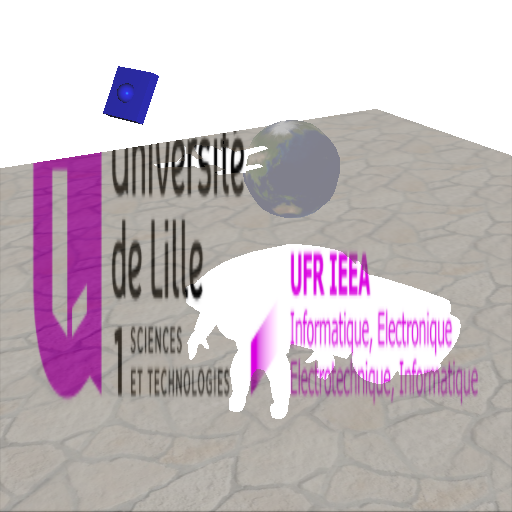 Université
de Lille
1 SCIENCES
ET TECHNOLOGIES
UFR IEEA
Informatique, Electronique
Electrotechnique, Informatique